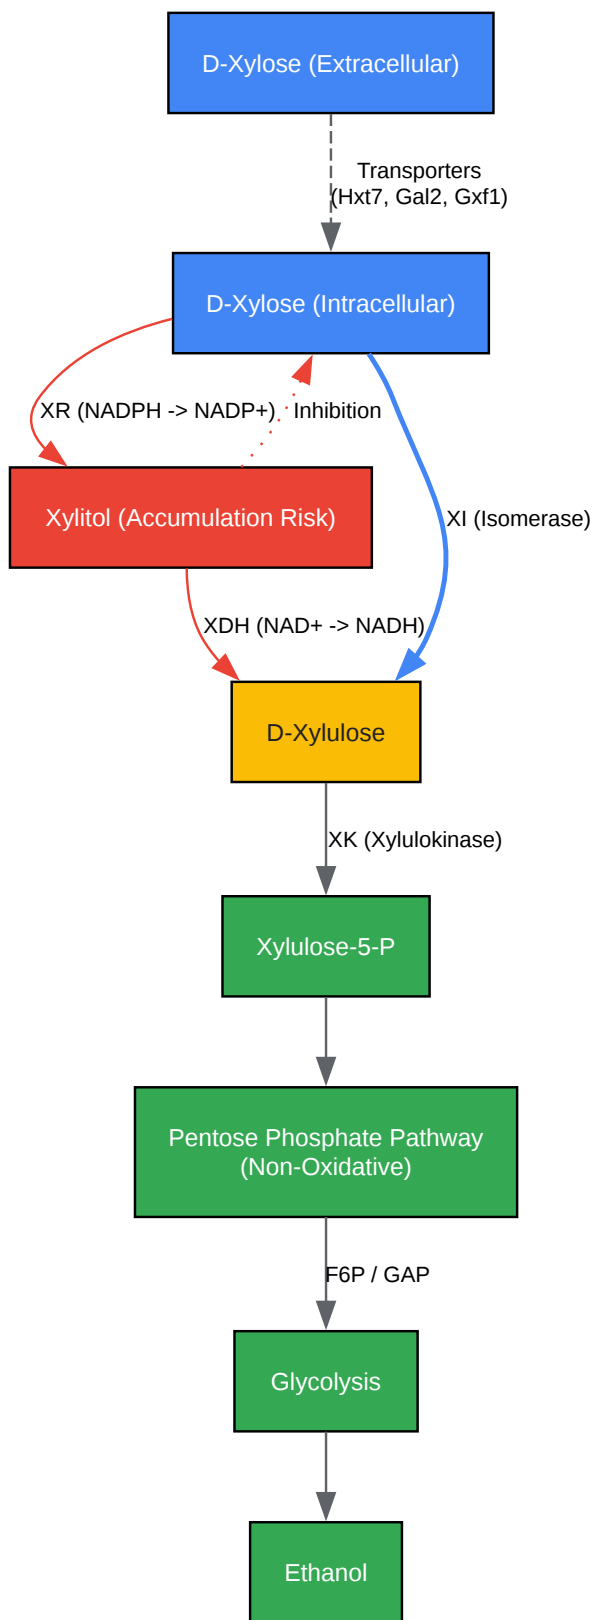 D-Xylose (Extracellular)
Transporters
(Hxt7, Gal2, Gxf1)
D-Xylose (Intracellular)
XR (NADPH -> NADP+)
Inhibition
Xylitol (Accumulation Risk)
XI (Isomerase)
XDH (NAD+ -> NADH)
D-Xylulose
XK (Xylulokinase)
Xylulose-5-P
Pentose Phosphate Pathway
(Non-Oxidative)
F6P / GAP
Glycolysis
Ethanol